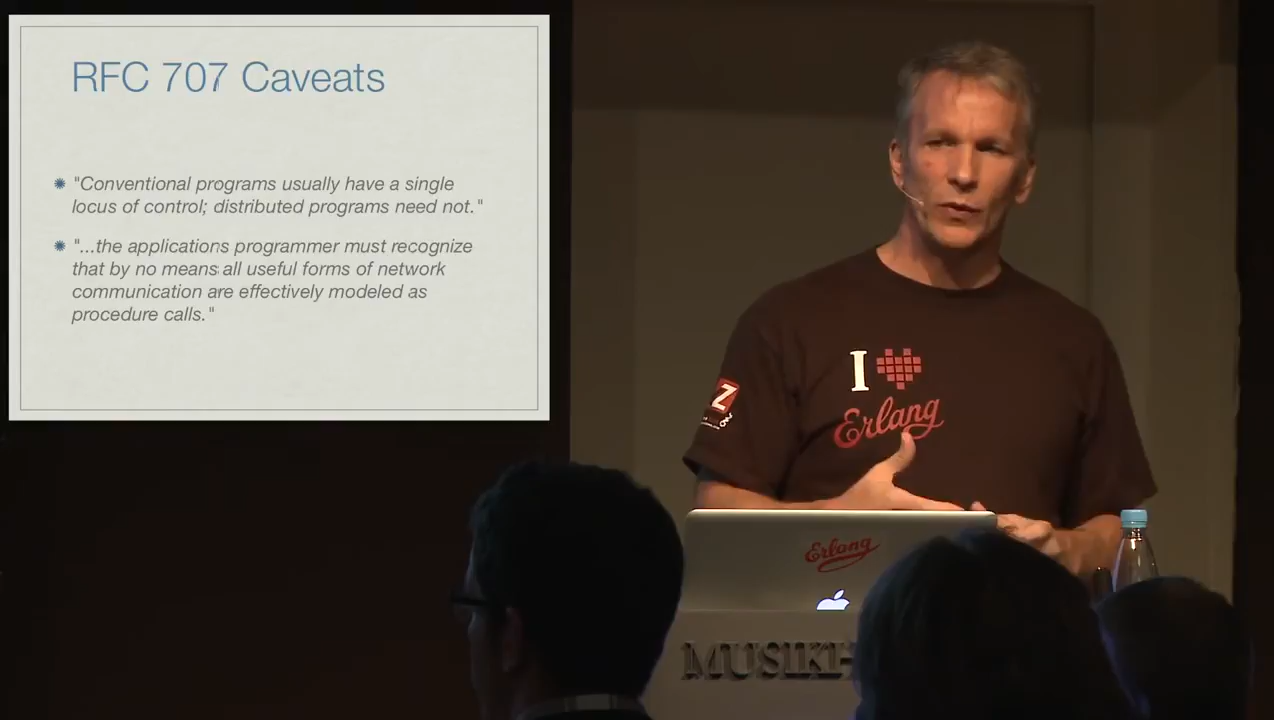 RFC 707 Caveats
"Conventional programs usually have a single
locus of control; distributed programs need not."
"...the applications programmer must recognize
that by no means all useful forms of network
communication are effectively modeled as
procedure calls."
I
Erlang
Z
Erlang
MUSIKH